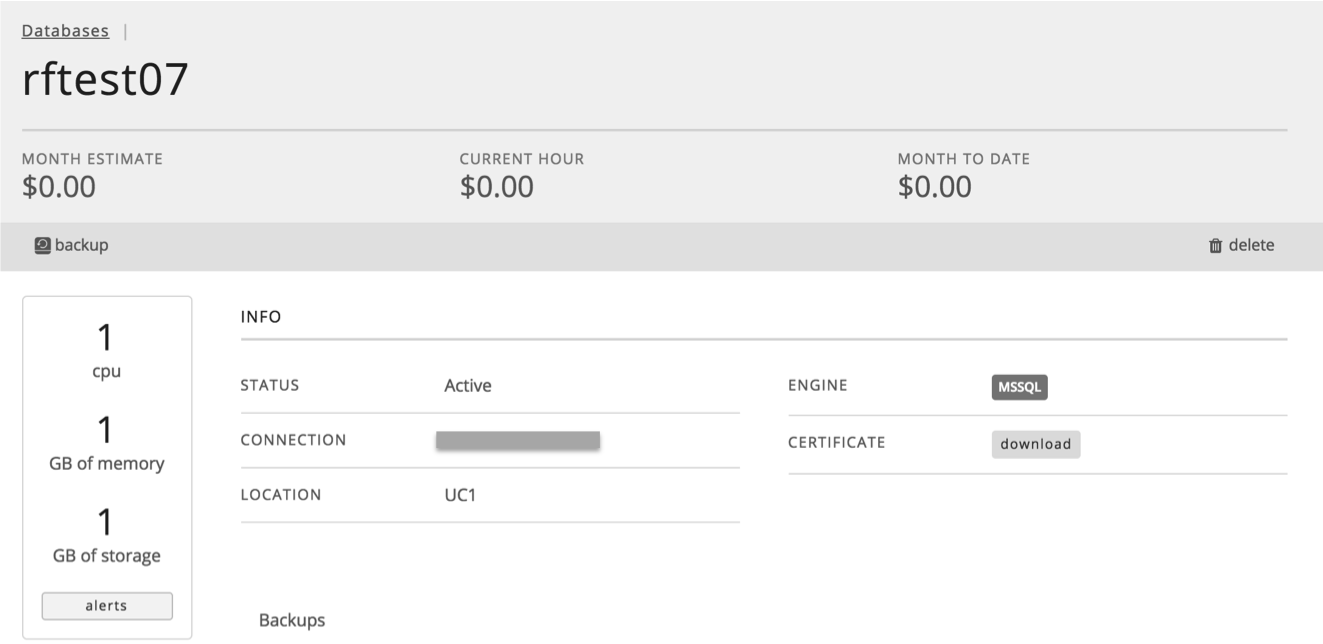 Databases |
rftest07
MONTH ESTIMATE
$0.00
CURRENT HOUR
$0.00
MONTH TO DATE
$0.00
backup
delete
1
cpu
1
GB of memory
1
GB of storage
alerts
INFO
STATUS Active
CONNECTION
LOCATION UC1
ENGINE MSSQL
CERTIFICATE download
Backups